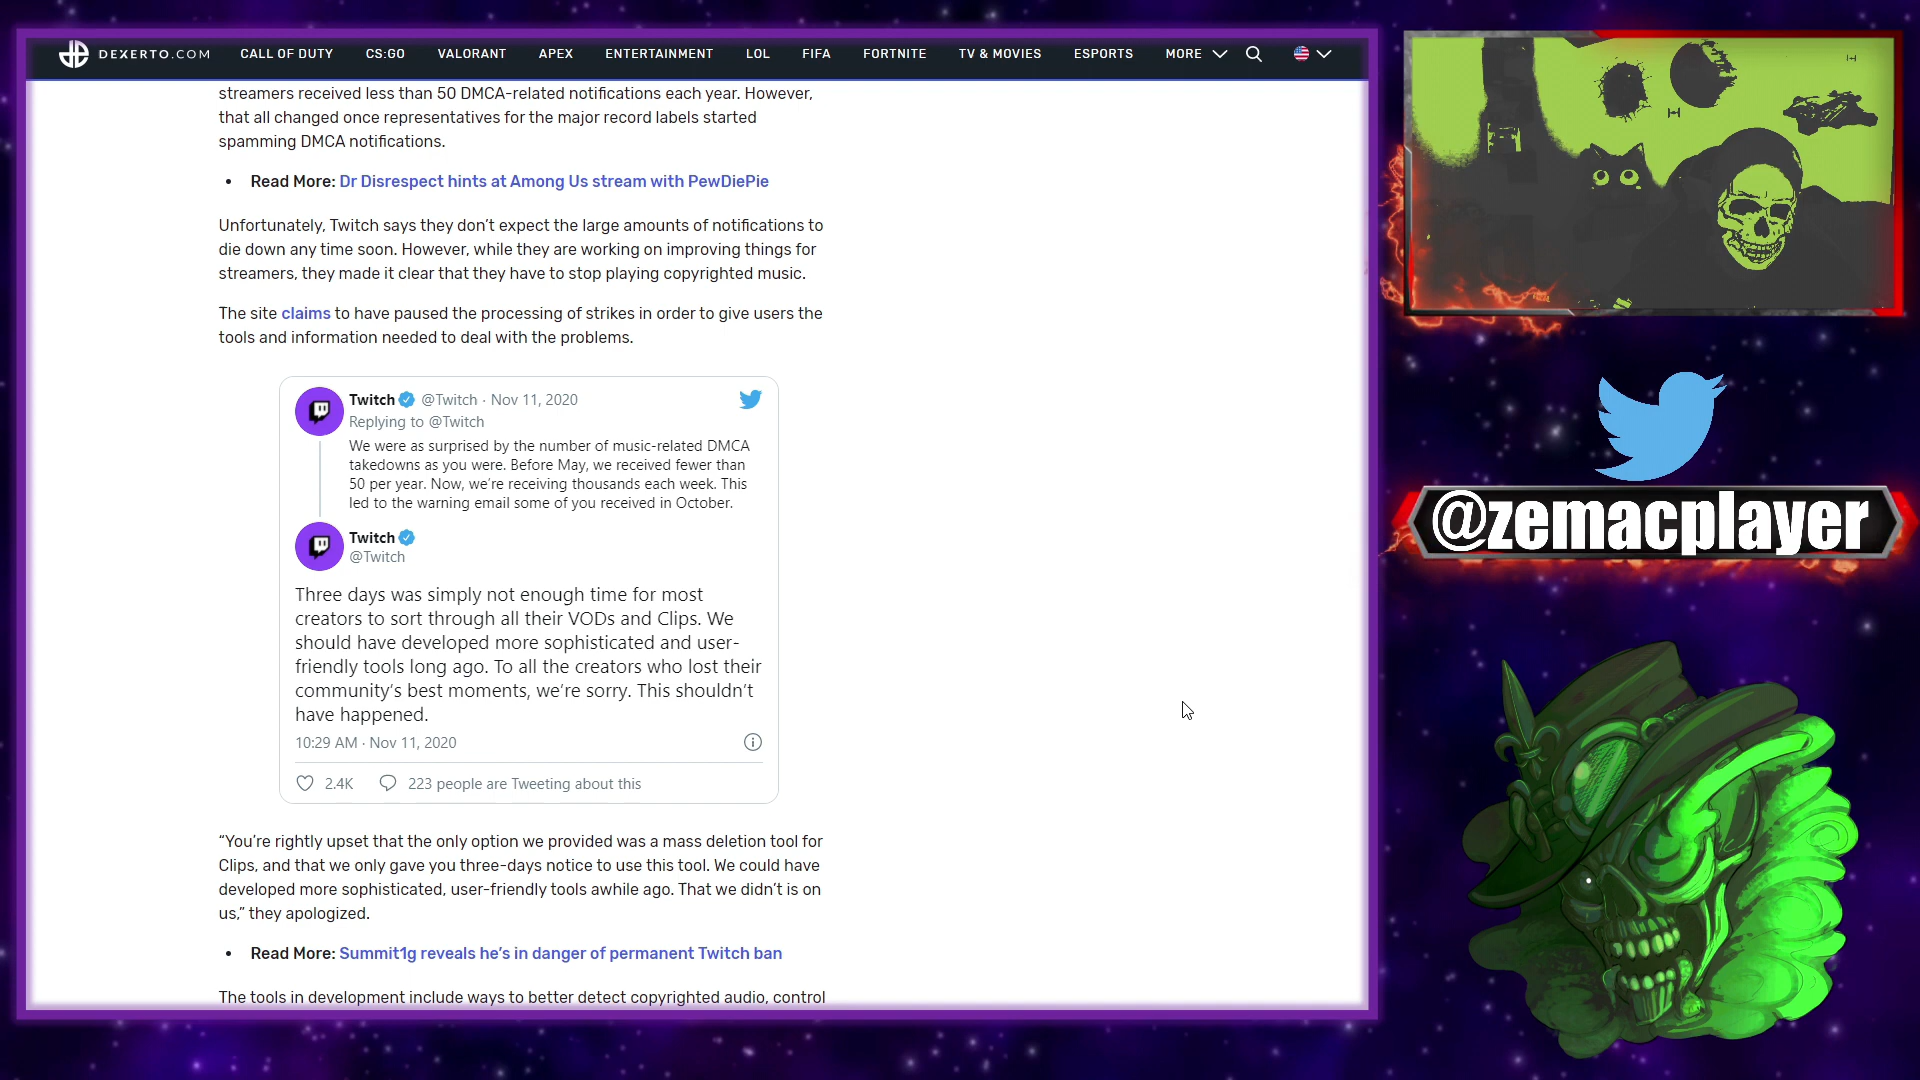 DEXERTO.COM CALL OF DUTY CS:GO VALORANT APEX ENTERTAINMENT LOL FIFA FORTNITE TV & MOVIES ESPORTS MORE
streamers received less than 50 DMCA-related notifications each year. However,
that all changed once representatives for the major record labels started
spamming DMCA notifications.
• Read More: Dr Disrespect hints at Among Us stream with PewDiePie
Unfortunately, Twitch says they don’t expect the large amounts of notifications to
die down any time soon. However, while they are working on improving things for
streamers, they made it clear that they have to stop playing copyrighted music.
The site claims to have paused the processing of strikes in order to give users the
tools and information needed to deal with the problems.
Twitch @Twitch · Nov 11, 2020
Replying to @Twitch
We were as surprised by the number of music-related DMCA
takedowns as you were. Before May, we received fewer than
50 per year. Now, we’re receiving thousands each week. This
led to the warning email some of you received in October.
Twitch
@Twitch
Three days was simply not enough time for most
creators to sort through all their VODs and Clips. We
should have developed more sophisticated and user-
friendly tools long ago. To all the creators who lost their
community’s best moments, we’re sorry. This shouldn’t
have happened.
10:29 AM · Nov 11, 2020
2.4K 223 people are Tweeting about this
“You’re rightly upset that the only option we provided was a mass deletion tool for
Clips, and that we only gave you three-days notice to use this tool. We could have
developed more sophisticated, user-friendly tools awhile ago. That we didn’t is on
us,” they apologized.
• Read More: Summit1g reveals he’s in danger of permanent Twitch ban
The tools in development include ways to better detect copyrighted audio, control
@zemacplayer